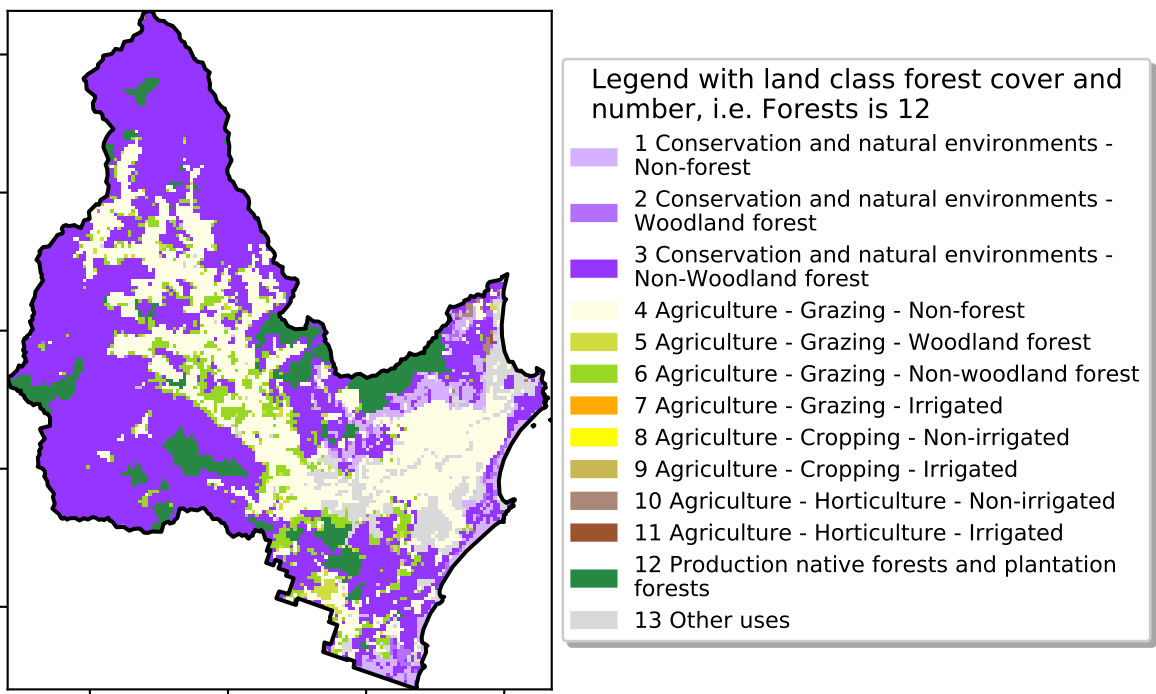 Legend with land class forest cover and
number, i.e. Forests is 12
1 Conservation and natural environments -
Non-forest
2 Conservation and natural environments -
Woodland forest
3 Conservation and natural environments -
Non-Woodland forest
4 Agriculture - Grazing - Non-forest
5 Agriculture - Grazing - Woodland forest
6 Agriculture - Grazing - Non-woodland forest
7 Agriculture - Grazing - Irrigated
8 Agriculture - Cropping - Non-irrigated
9 Agriculture - Cropping - Irrigated
10 Agriculture - Horticulture - Non-irrigated
11 Agriculture - Horticulture - Irrigated
12 Production native forests and plantation
forests
13 Other uses